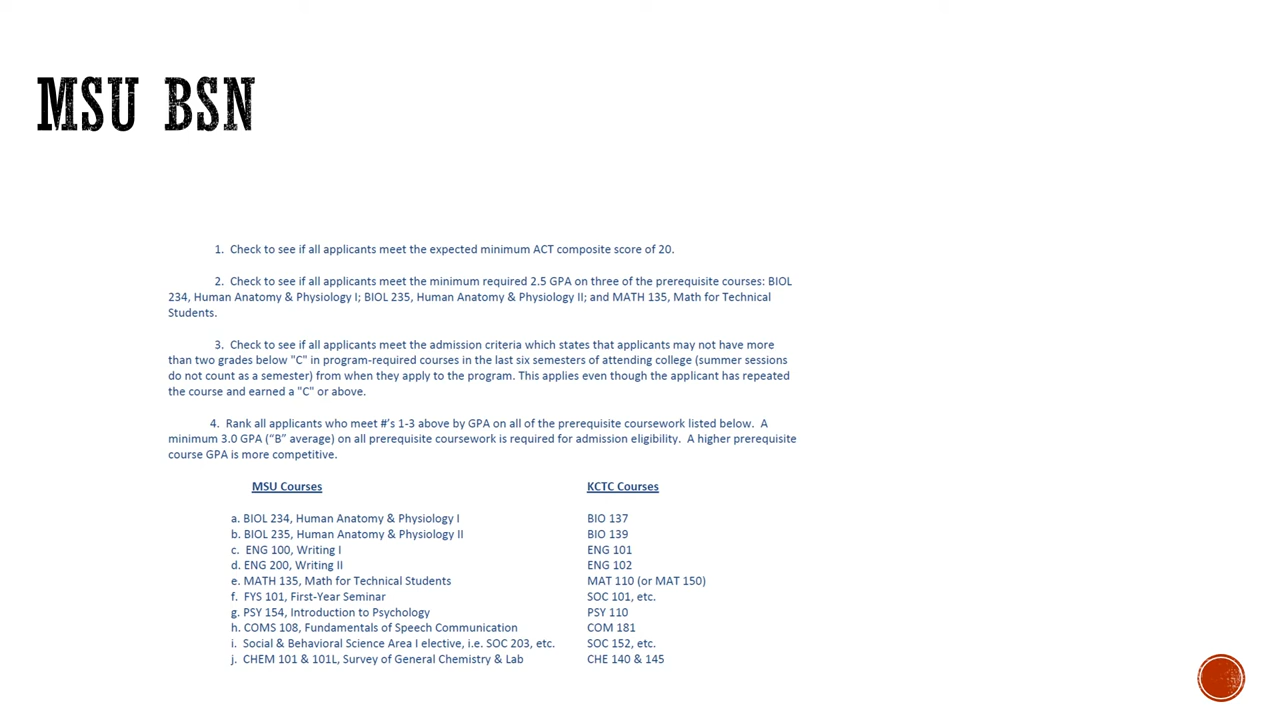 MSU BSN
1. Check to see if all applicants meet the expected minimum ACT composite score of 20.
2. Check to see if all applicants meet the minimum required 2.5 GPA on three of the prerequisite courses: BIOL
234, Human Anatomy & Physiology I; BIOL 235, Human Anatomy & Physiology II; and MATH 135, Math for Technical
Students.
3. Check to see if all applicants meet the admission criteria which states that applicants may not have more
than two grades below "C" in program-required courses in the last six semesters of attending college (summer sessions
do not count as a semester) from when they apply to the program. This applies even though the applicant has repeated
the course and earned a "C" or above.
4. Rank all applicants who meet #'s 1-3 above by GPA on all of the prerequisite coursework listed below. A
minimum 3.0 GPA (“B” average) on all prerequisite coursework is required for admission eligibility. A higher prerequisite
course GPA is more competitive.
MSU Courses KCTC Courses
a. BIOL 234, Human Anatomy & Physiology I BIO 137
b. BIOL 235, Human Anatomy & Physiology II BIO 139
c. ENG 100, Writing I ENG 101
d. ENG 200, Writing II ENG 102
e. MATH 135, Math for Technical Students MAT 110 (or MAT 150)
f. FYS 101, First-Year Seminar SOC 101, etc.
g. PSY 154, Introduction to Psychology PSY 110
h. COMS 108, Fundamentals of Speech Communication COM 181
i. Social & Behavioral Science Area I elective, i.e. SOC 203, etc. SOC 152, etc.
j. CHEM 101 & 101L, Survey of General Chemistry & Lab CHE 140 & 145